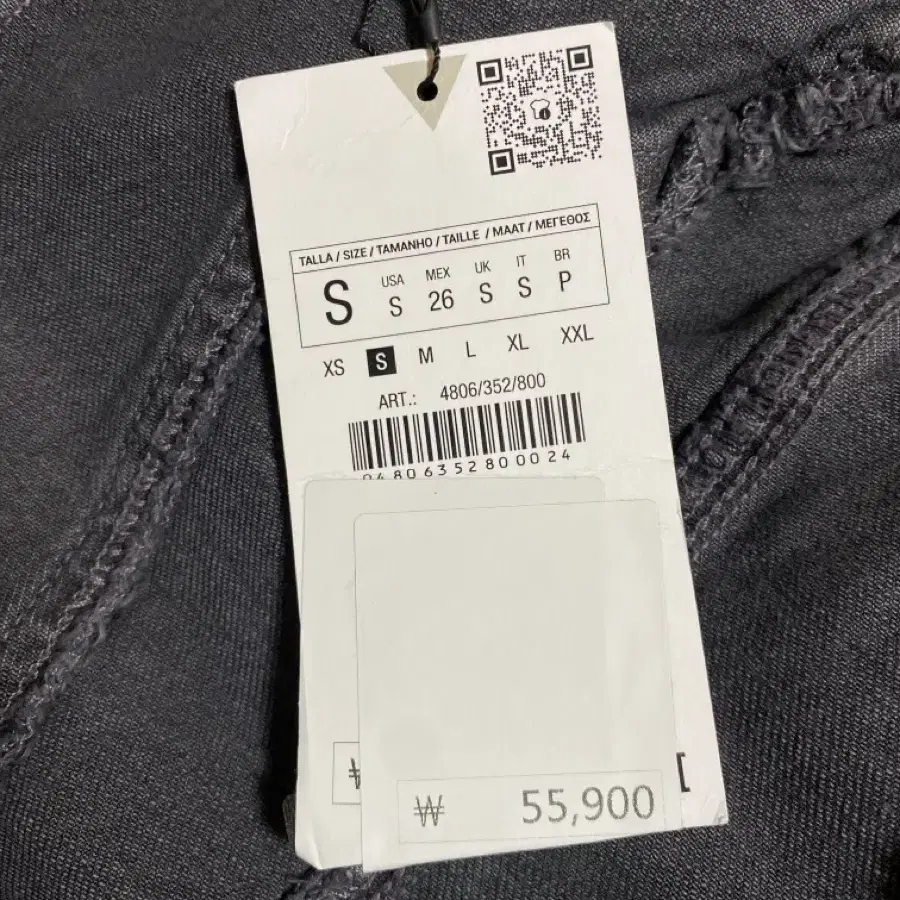 TALLA / SIZE / TAMANHO / TAILLE / MAAT / ΜΕΓΕΘΟΣ
USA MEX UK IT BR
S S 26 S S P
XS S M L XL XXL
ART.: 4806/352/800
04806352800024
₩ 55,900